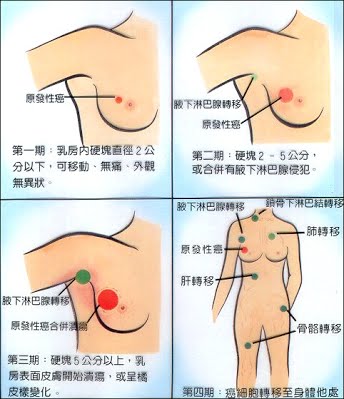 原發性癌
第一期：乳房內硬塊直徑2公
分以下，可移動、無痛、外觀
無異狀。
腋下淋巴腺轉移
原發性癌
第二期：硬塊2-5公分，
或合併有腋下淋巴腺侵犯。
腋下淋巴腺轉移
原發性癌合併潰瘍
第三期：硬塊5公分以上，乳
房表面皮膚開始潰瘍，或呈橘
皮樣變化。
鎖骨下淋巴結轉移
腋下淋巴腺轉移
肺轉移
原發性癌
肝轉移
骨骼轉移
第四期：癌細胞轉移至身體他處